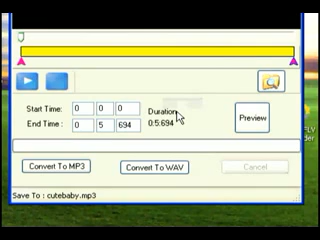 Start Time: 0 0 0
Duration
End Time: 0 5 694
0:5:694
Preview
Convert To MP3 Convert To WAV Cancel
Save To : cutebaby.mp3